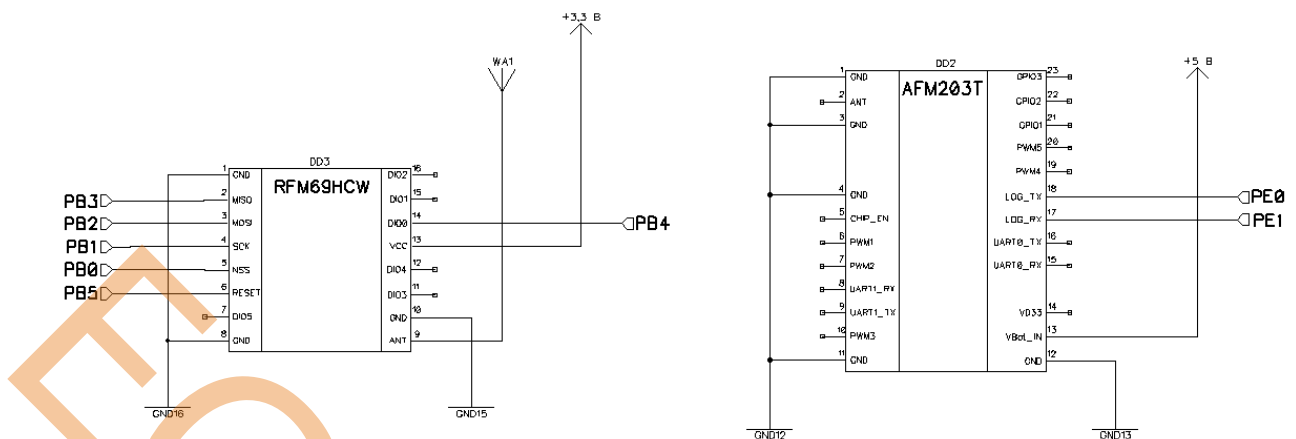 +3.3 В
WA1
DD3
RFM69HCW
1 GND
2 MISO
3 MOSI
4 SCK
5 NSS
6 RESET
7 DIO5
8 GND
DIO2 16
DIO1 15
DIO0 14
VCC 13
DIO4 12
DIO3 11
GND 10
ANT 9
PB3
PB2
PB1
PB0
PB5
PB4
GND16
GND15
+5 В
DD2
AFM203T
1 GND
2 ANT
3 GND
4 GND
5 CHIP_EN
6 PWM1
7 PWM2
8 UART1_RX
9 UART1_TX
10 PWM3
11 GND
GPIO3 23
GPIO2 22
GPIO1 21
PWM5 20
PWM4 19
LOG_TX 18
LOG_RX 17
UART0_TX 16
UART0_RX 15
VD33 14
VBat_IN 13
GND 12
PE0
PE1
GND12
GND13